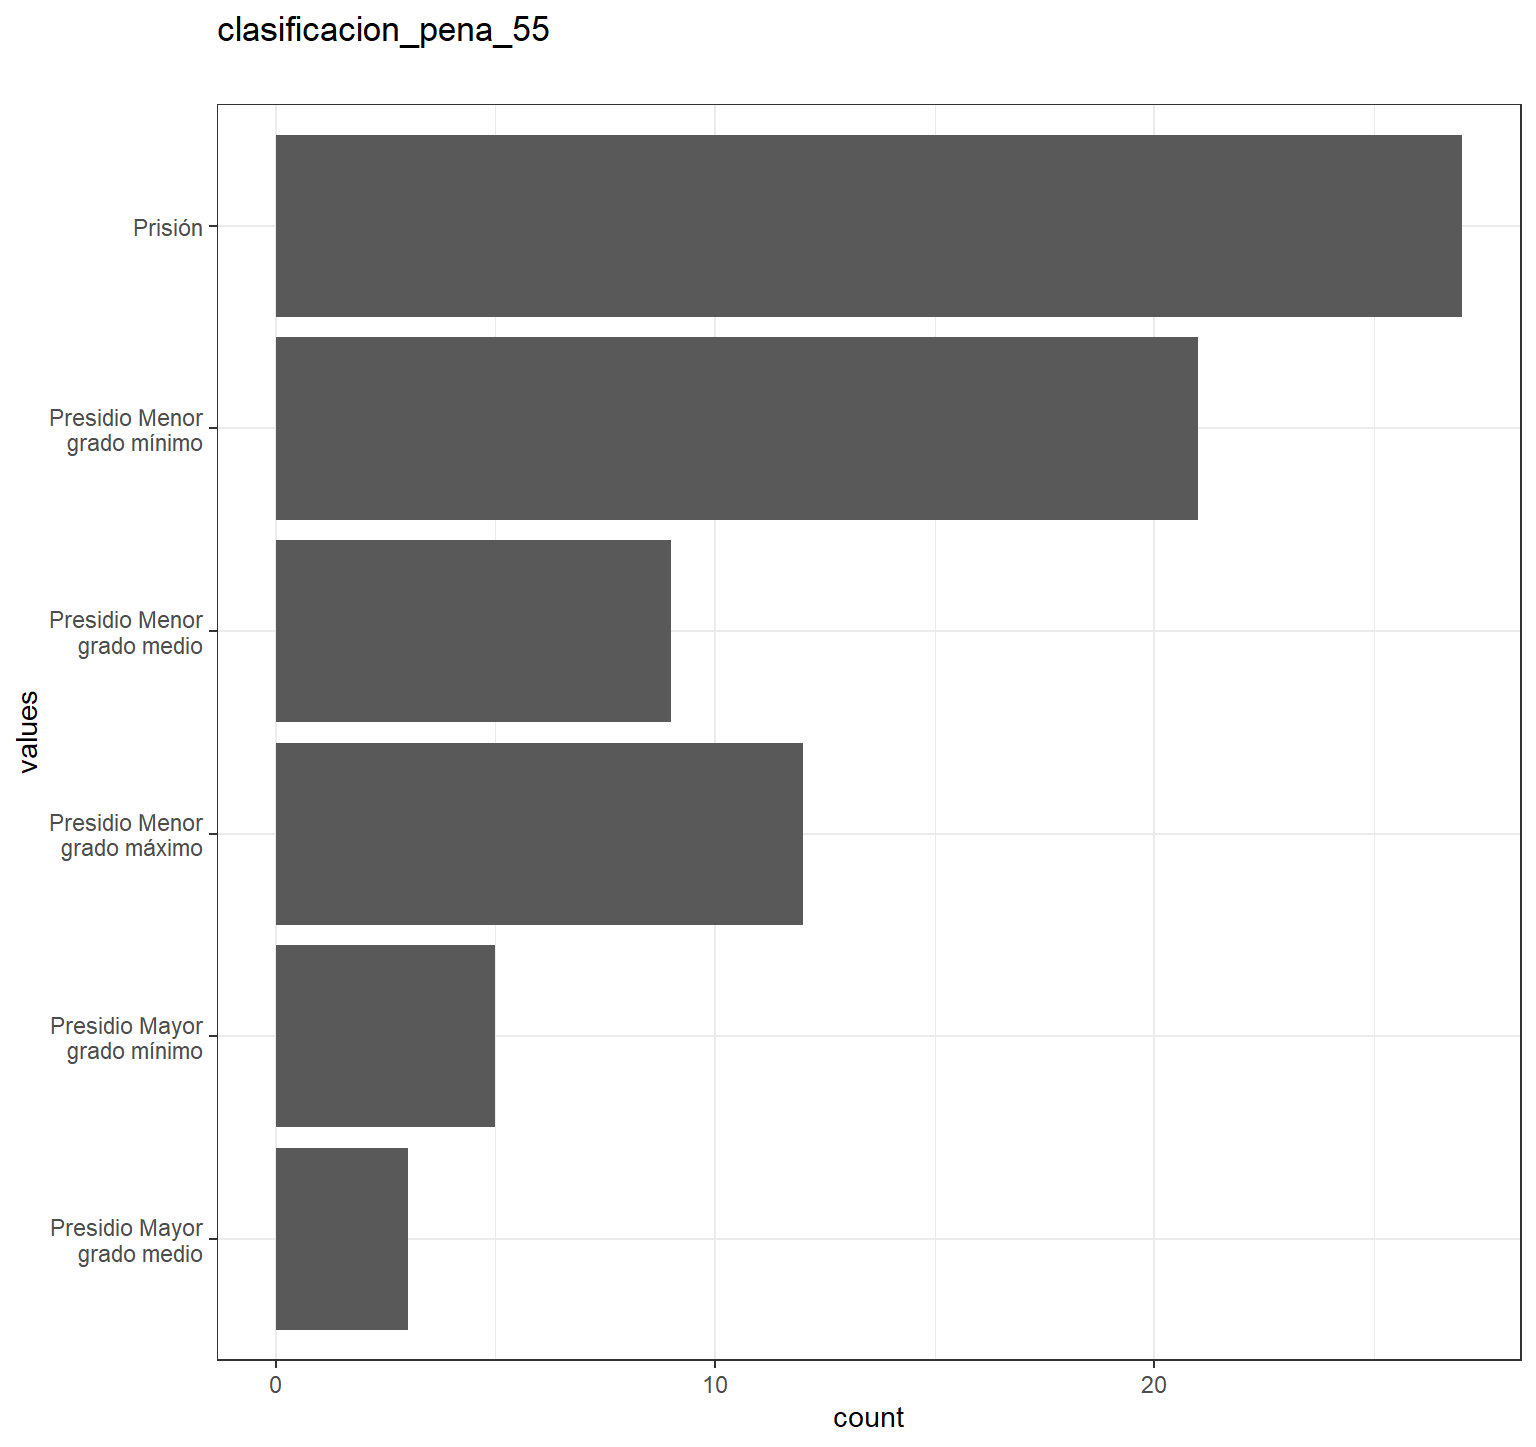 clasificacion_pena_55
values
Prisión
Presidio Menor
grado mínimo
Presidio Menor
grado medio
Presidio Menor
grado máximo
Presidio Mayor
grado mínimo
Presidio Mayor
grado medio
0 10 20
count